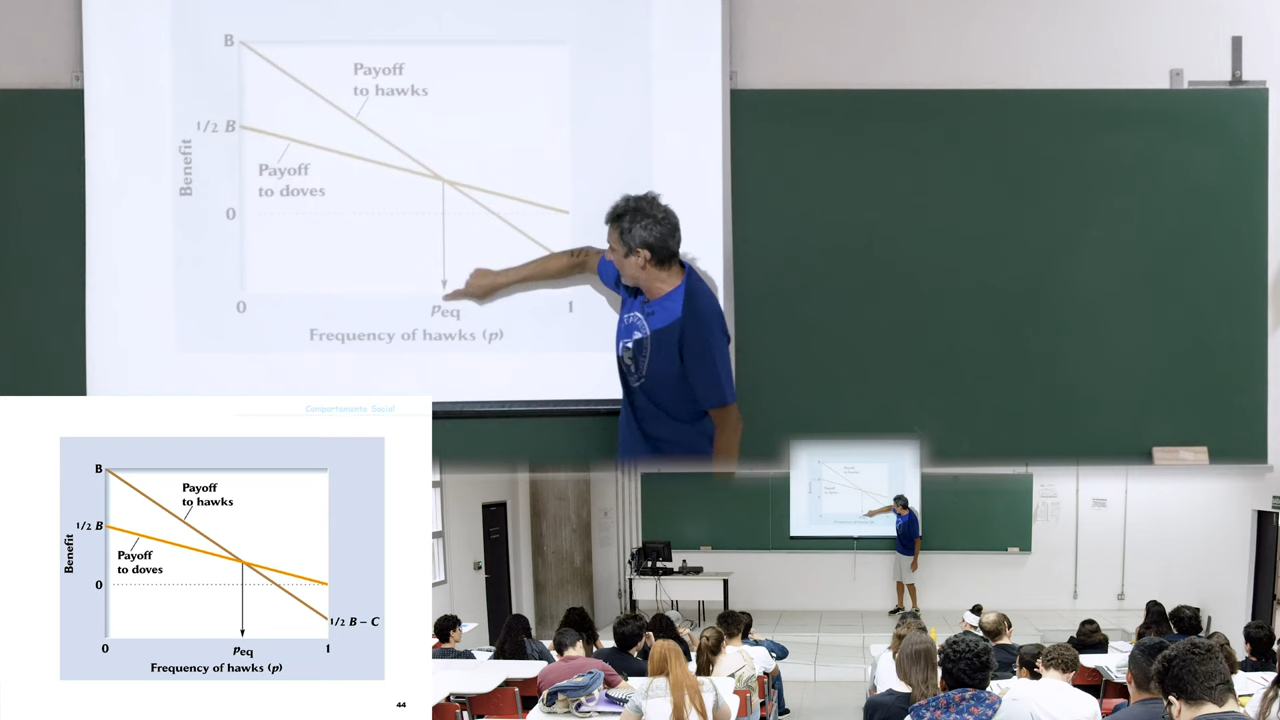 B
Payoff
to hawks
1/2 B
Payoff
to doves
Benefit
0
0
peq
1
Frequency of hawks (p)
Comportamento Social
B
Payoff
to hawks
1/2 B
Payoff
to doves
Benefit
0
1/2 B – C
0
peq
1
Frequency of hawks (p)
44